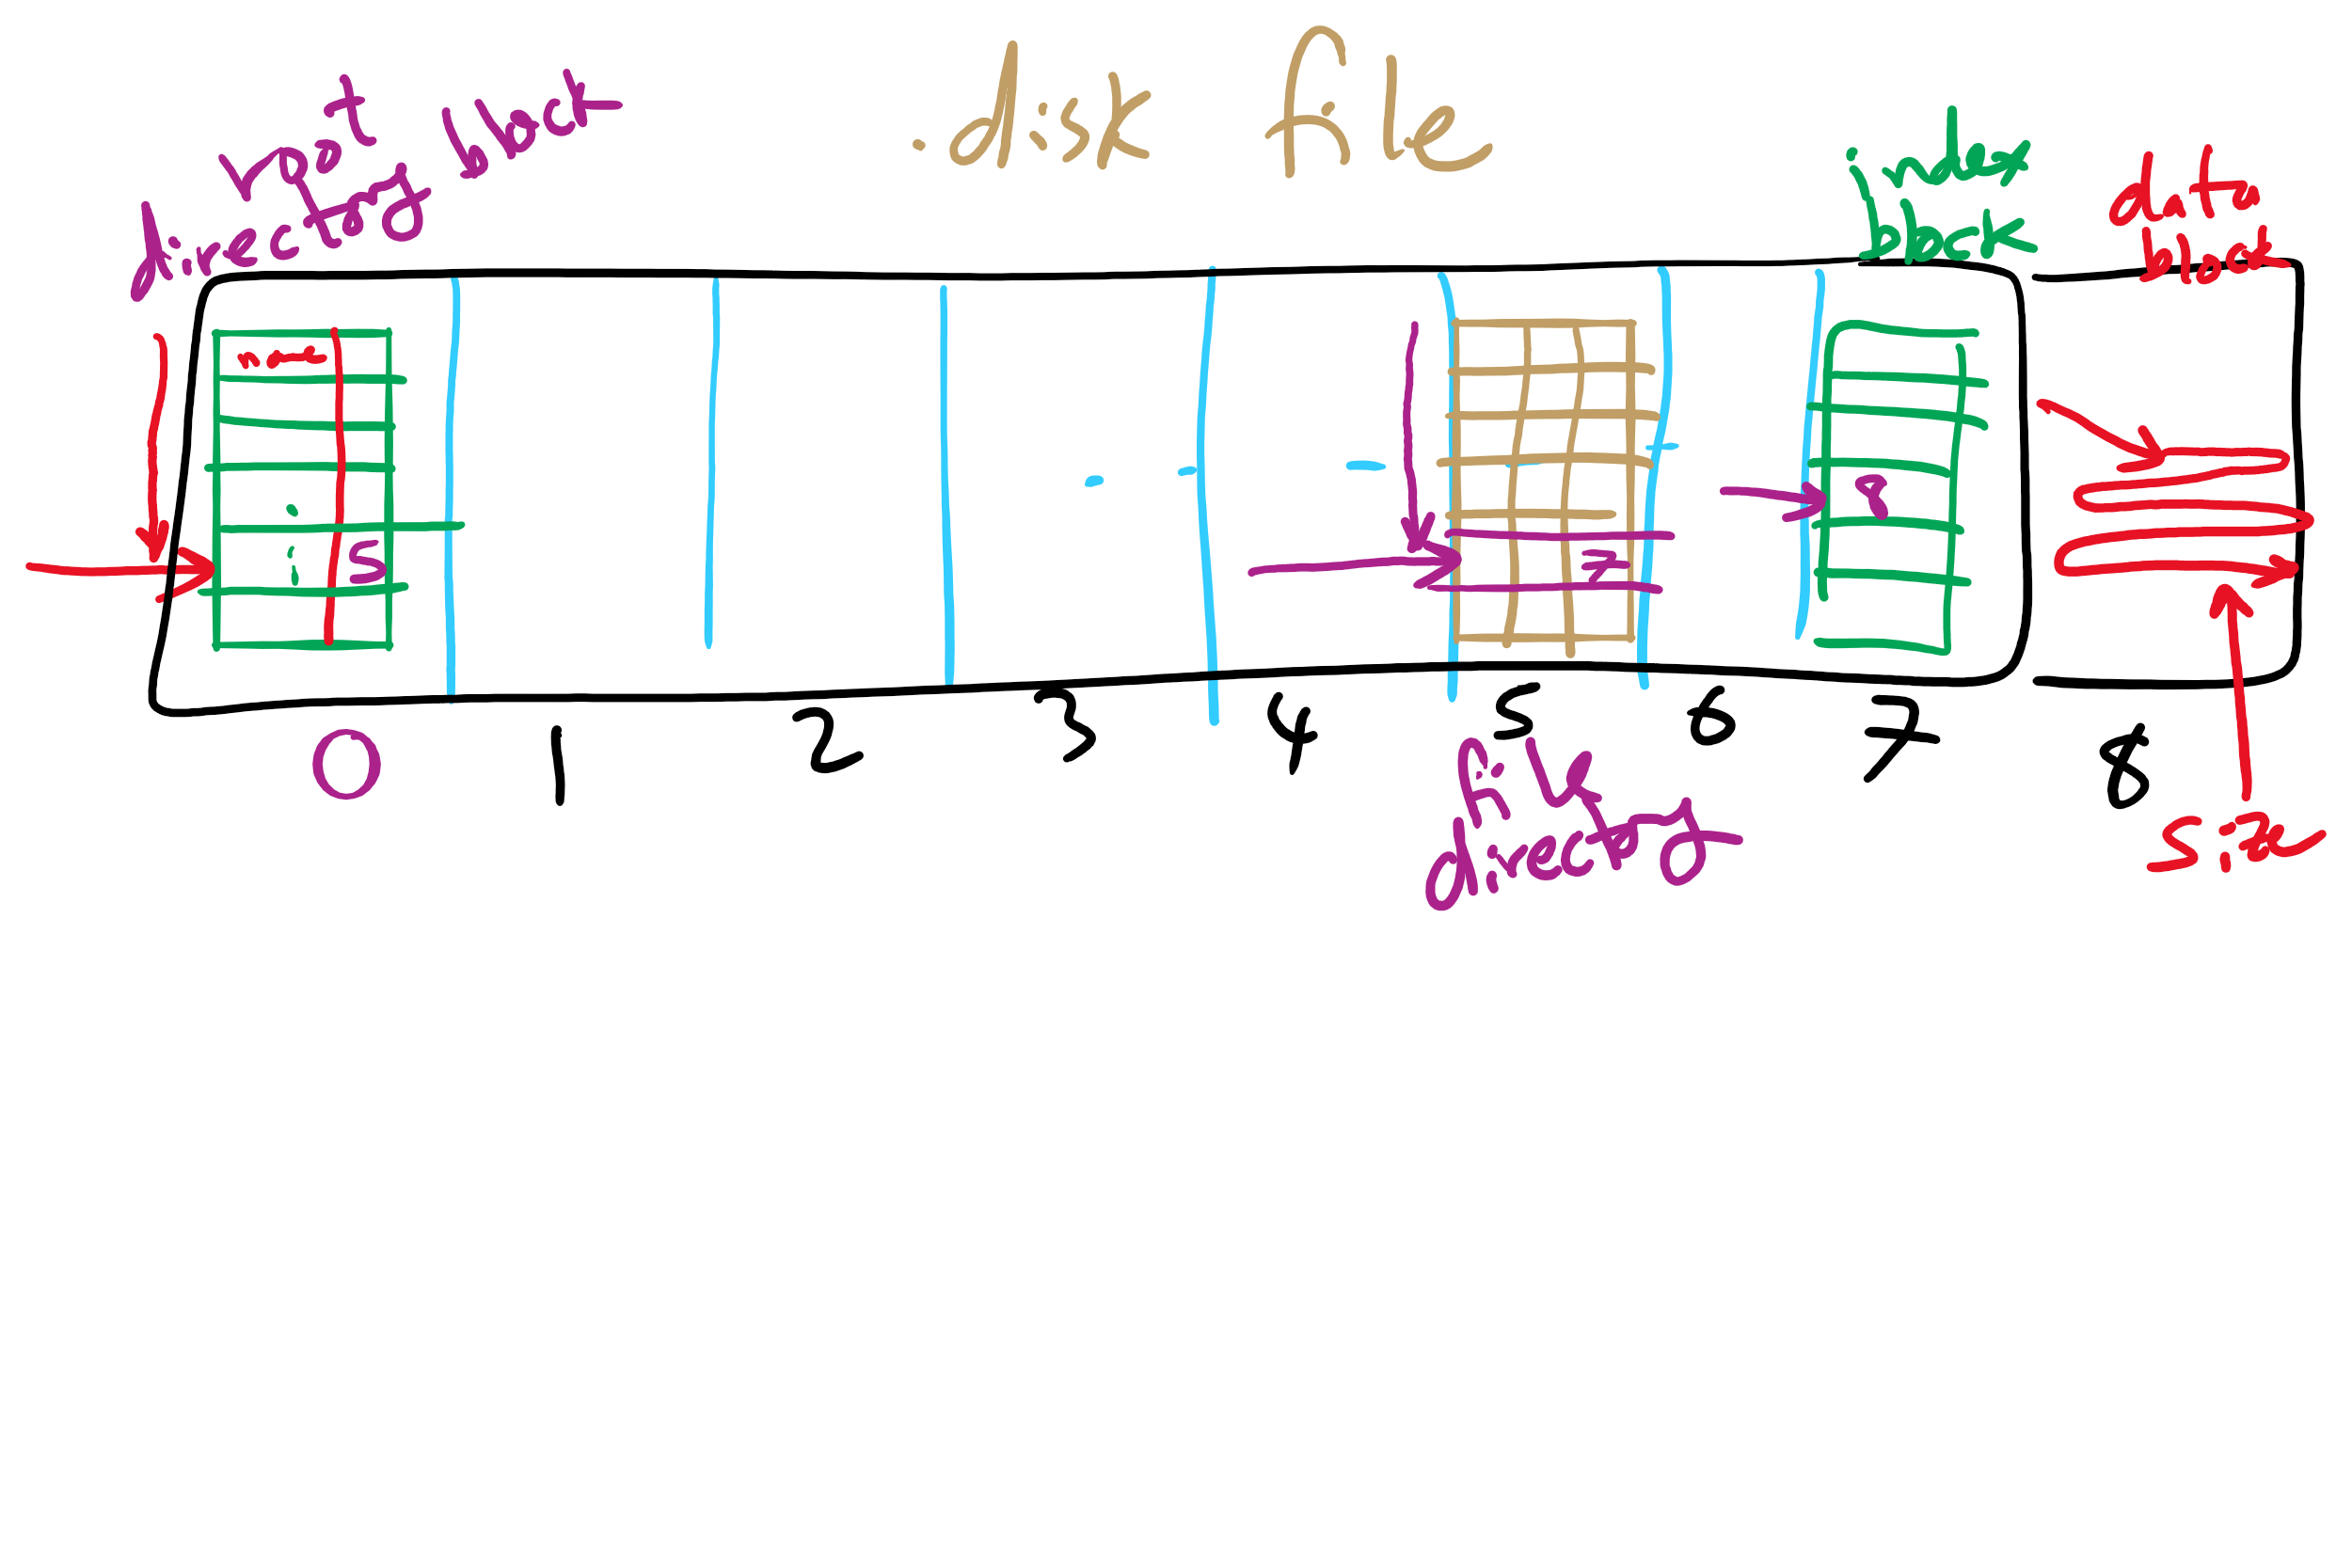 .disk file
root
directory block
index
block
data
block
name
5
7
8
0 1 2 3 4 5 6 7 8
file
directory
size